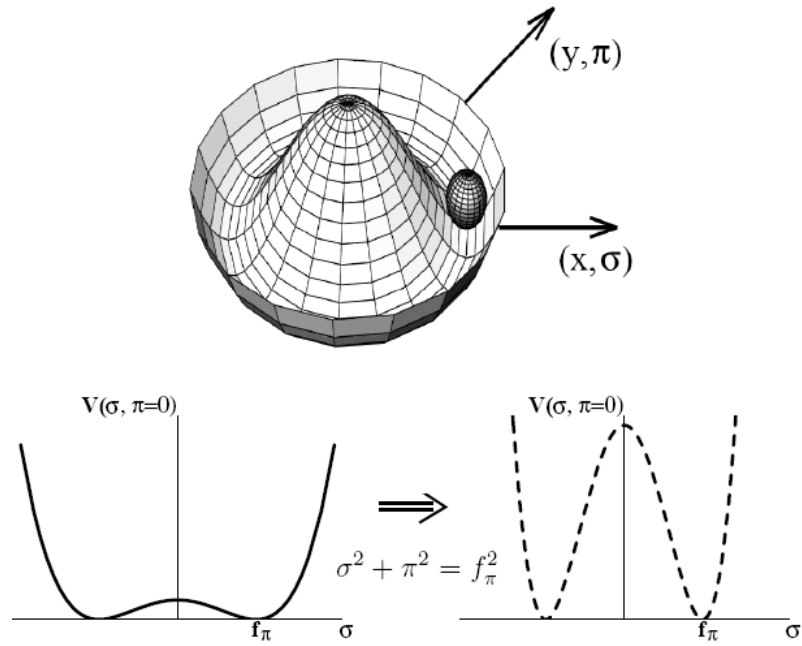 (y,π)
(x,σ)
V(σ, π=0)
V(σ, π=0)
σ² + π² = f²π
fπ
σ
fπ
σ